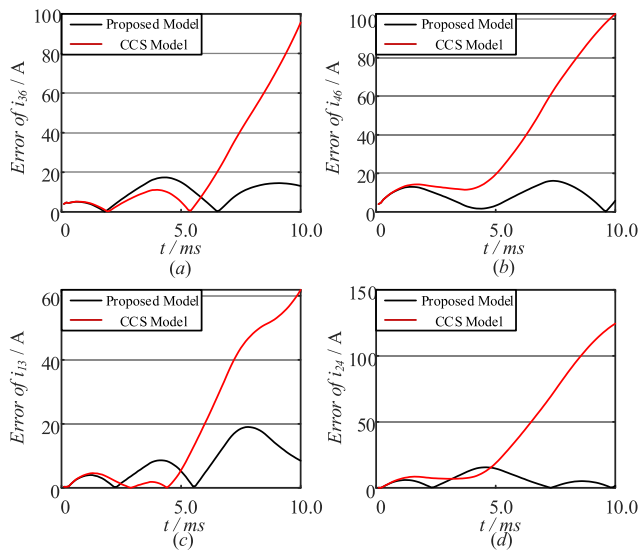 Error of i36 / A
100
80
60
40
20
0
Proposed Model
CCS Model
0
5.0
10.0
t / ms
(a)
Error of i46 / A
100
80
60
40
20
0
Proposed Model
CCS Model
0
5.0
10.0
t / ms
(b)
Error of i13 / A
60
40
20
0
Proposed Model
CCS Model
0
5.0
10.0
t / ms
(c)
Error of i24 / A
150
100
50
0
Proposed Model
CCS Model
0
5.0
10.0
t / ms
(d)